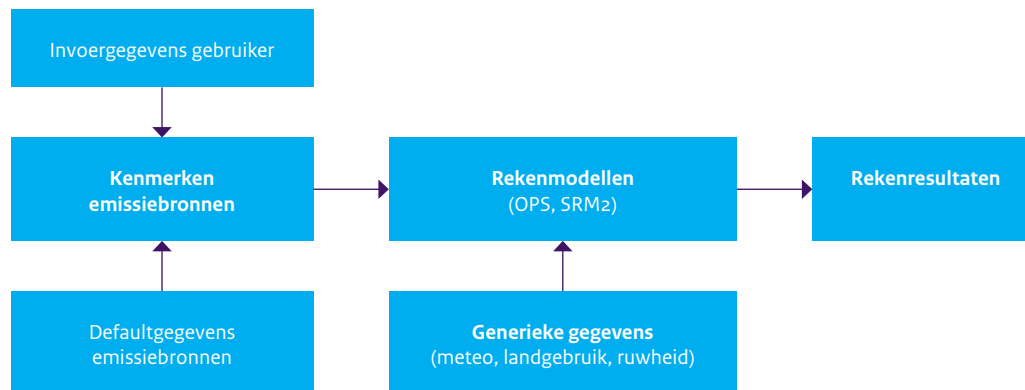 Invoergegevens gebruiker
Kenmerken
emissiebronnen
Rekenmodellen
(OPS, SRM2)
Rekenresultaten
Defaultgegevens
emissiebronnen
Generieke gegevens
(meteo, landgebruik, ruwheid)